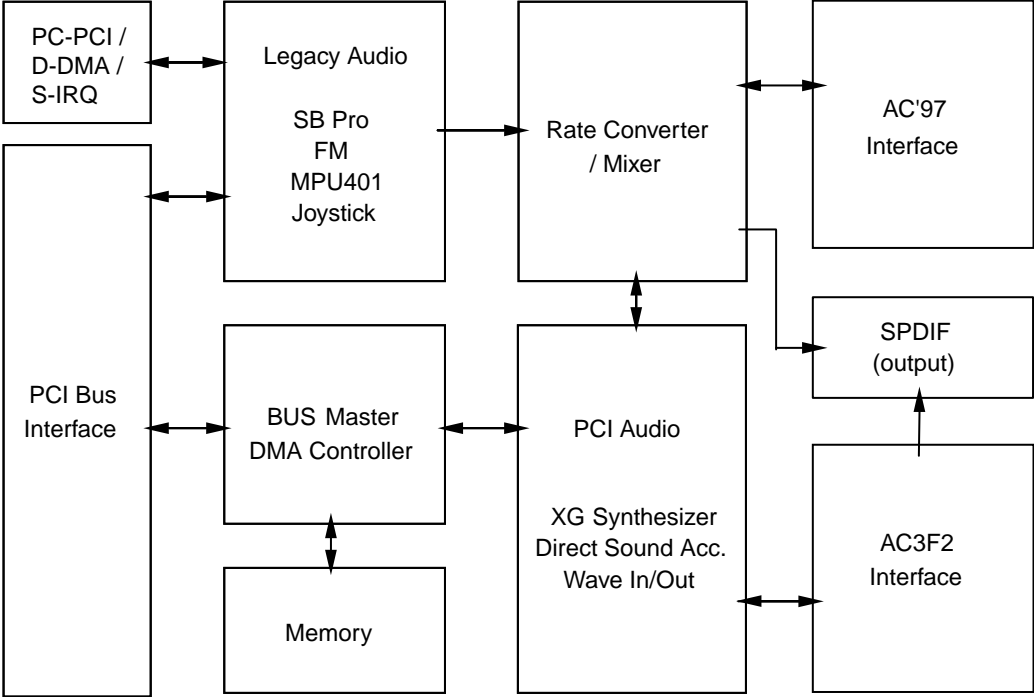 PC-PCI /
D-DMA /
S-IRQ
Legacy Audio
SB Pro
FM
MPU401
Joystick
Rate Converter
/ Mixer
AC'97
Interface
SPDIF
(output)
PCI Bus
Interface
BUS Master
DMA Controller
PCI Audio
XG Synthesizer
Direct Sound Acc.
Wave In/Out
AC3F2
Interface
Memory